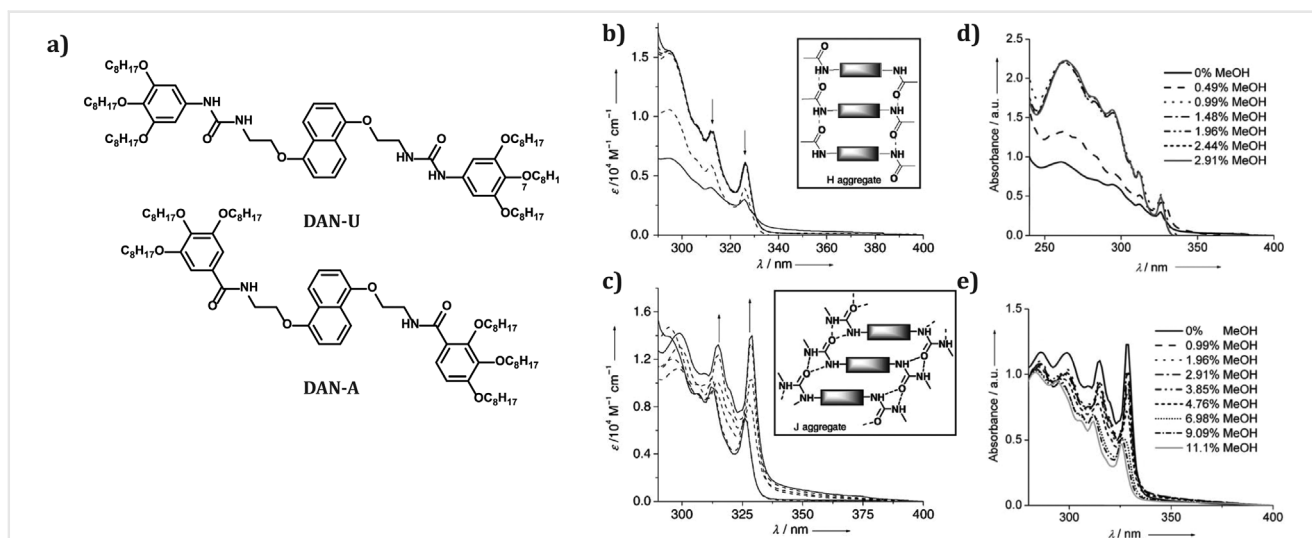 a)
C₈H₁₇
O
C₈H₁₇O
C₈H₁₇O
H
N
O
HN
O
O
H
N
O
NH
OC₈H₁₇
OC₈H1
7
OC₈H₁₇
DAN-U
C₈H₁₇O
OC₈H₁₇
C₈H₁₇O
O
N
H
O
O
H
N
O
OC₈H₁₇
OC₈H₁₇
O
C₈H₁₇
DAN-A
b)
ε /10⁴ M⁻¹ cm⁻¹
1.5
1.0
0.5
0.0
300 320 340 360 380 400
λ / nm
O
HN NH
O O
HN NH
O O
HN NH
O
H aggregate
c)
ε /10⁴ M⁻¹ cm⁻¹
1.6
1.2
0.8
0.4
0.0
300 325 350 375 400
λ / nm
J aggregate
d)
Absorbance / a.u.
2.5
2.0
1.5
1.0
0.5
0.0
250 300 350 400
λ / nm
0% MeOH
0.49% MeOH
0.99% MeOH
1.48% MeOH
1.96% MeOH
2.44% MeOH
2.91% MeOH
e)
Absorbance / a.u.
1.0
0.5
0.0
300 350 400
λ / nm
0% MeOH
0.99% MeOH
1.96% MeOH
2.91% MeOH
3.85% MeOH
4.76% MeOH
6.98% MeOH
9.09% MeOH
11.1% MeOH